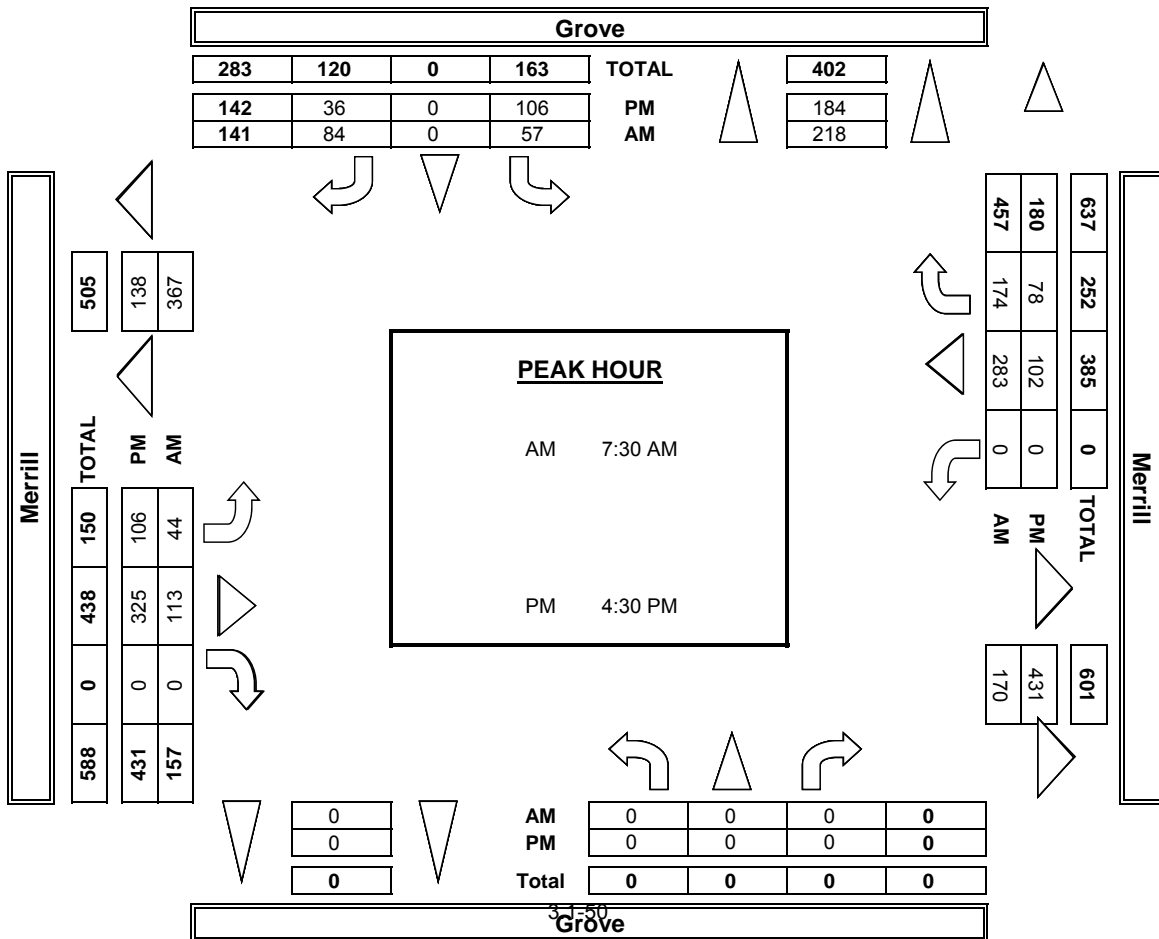 Grove
283 120 0 163 TOTAL 402
142 36 0 106 PM 184
141 84 0 57 AM 218
Merrill
505
138
367
TOTAL
PM
AM
150 438 0 588
106 325 0 431
44 113 0 157
PEAK HOUR
AM 7:30 AM
PM 4:30 PM
637 252 385 0 TOTAL
180 78 102 0 PM
457 174 283 0 AM
601
431
170
Merrill
0 AM 0 0 0 0
0 PM 0 0 0 0
0 Total 0 0 0 0
3-1-50
Grove